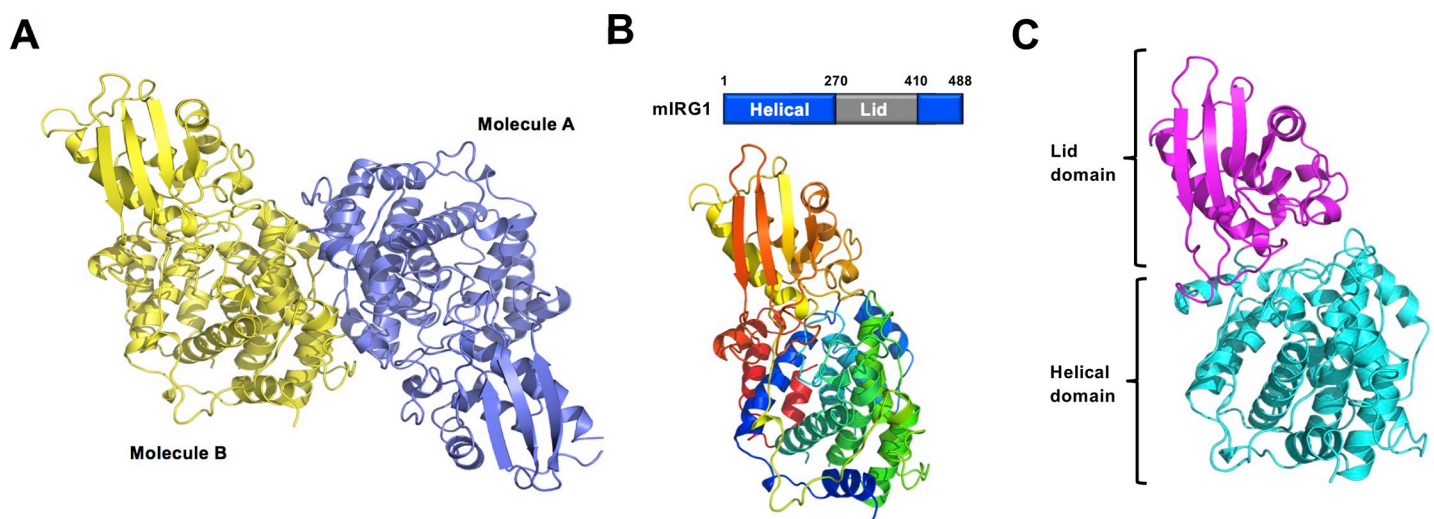 A
Molecule A
Molecule B
B
1 270 410 488
mIRG1 Helical Lid
C
Lid
domain
Helical
domain